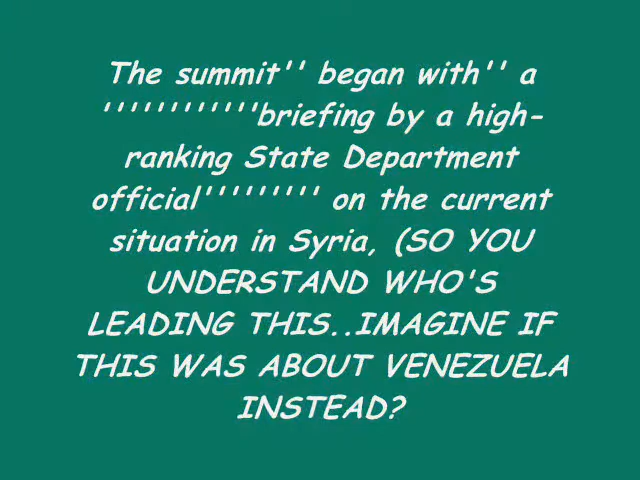 The summit'' began with'' a
''''''''''''briefing by a high-
ranking State Department
official''''''''' on the current
situation in Syria, (SO YOU
UNDERSTAND WHO'S
LEADING THIS..IMAGINE IF
THIS WAS ABOUT VENEZUELA
INSTEAD?